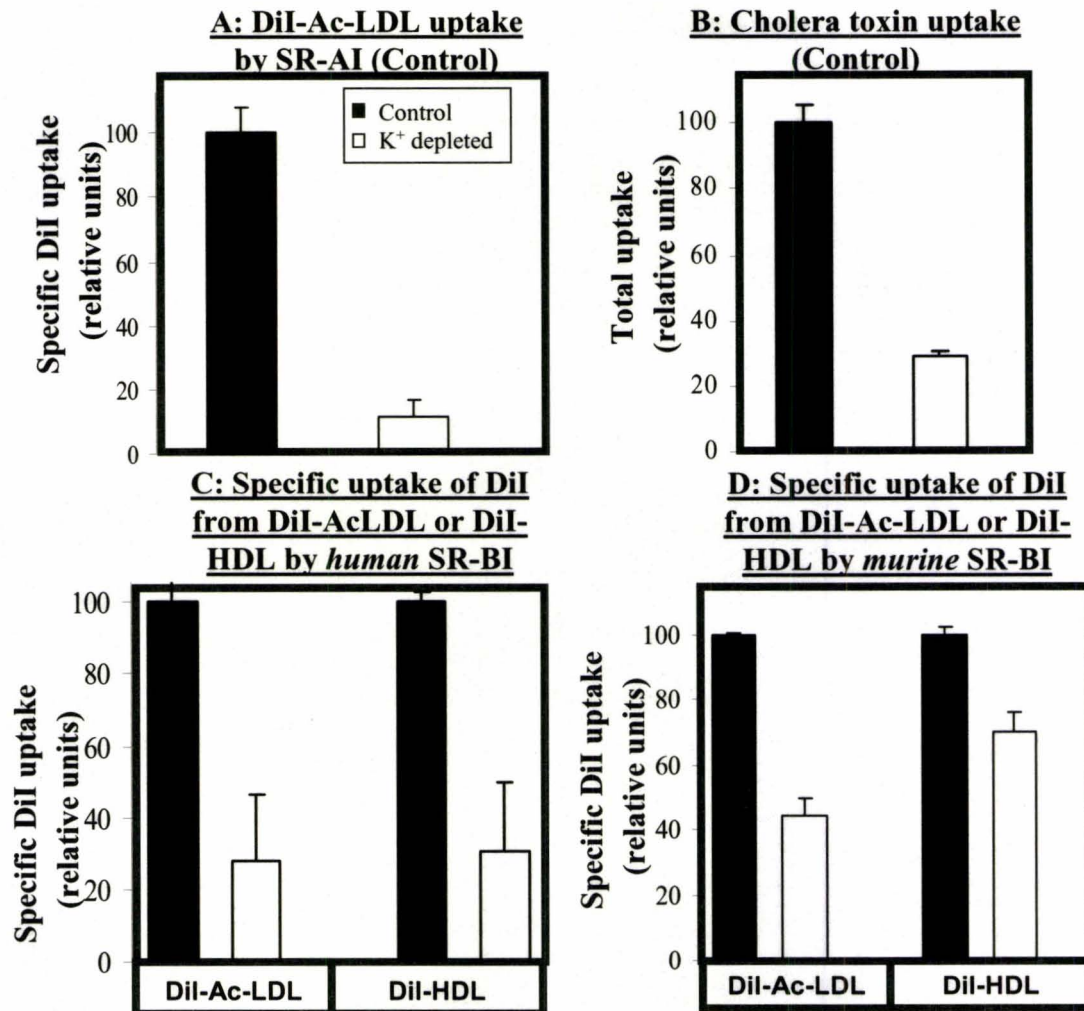 A: DiI-Ac-LDL uptake
by SR-AI (Control)
Specific DiI uptake
(relative units)
100
80
60
40
20
0
Control
K⁺ depleted
B: Cholera toxin uptake
(Control)
Total uptake
(relative units)
100
80
60
40
20
0
C: Specific uptake of DiI
from DiI-AcLDL or DiI-
HDL by human SR-BI
Specific DiI uptake
(relative units)
100
80
60
40
20
0
DiI-Ac-LDL
DiI-HDL
D: Specific uptake of DiI
from DiI-Ac-LDL or DiI-
HDL by murine SR-BI
Specific DiI uptake
(relative units)
100
80
60
40
20
0
DiI-Ac-LDL
DiI-HDL